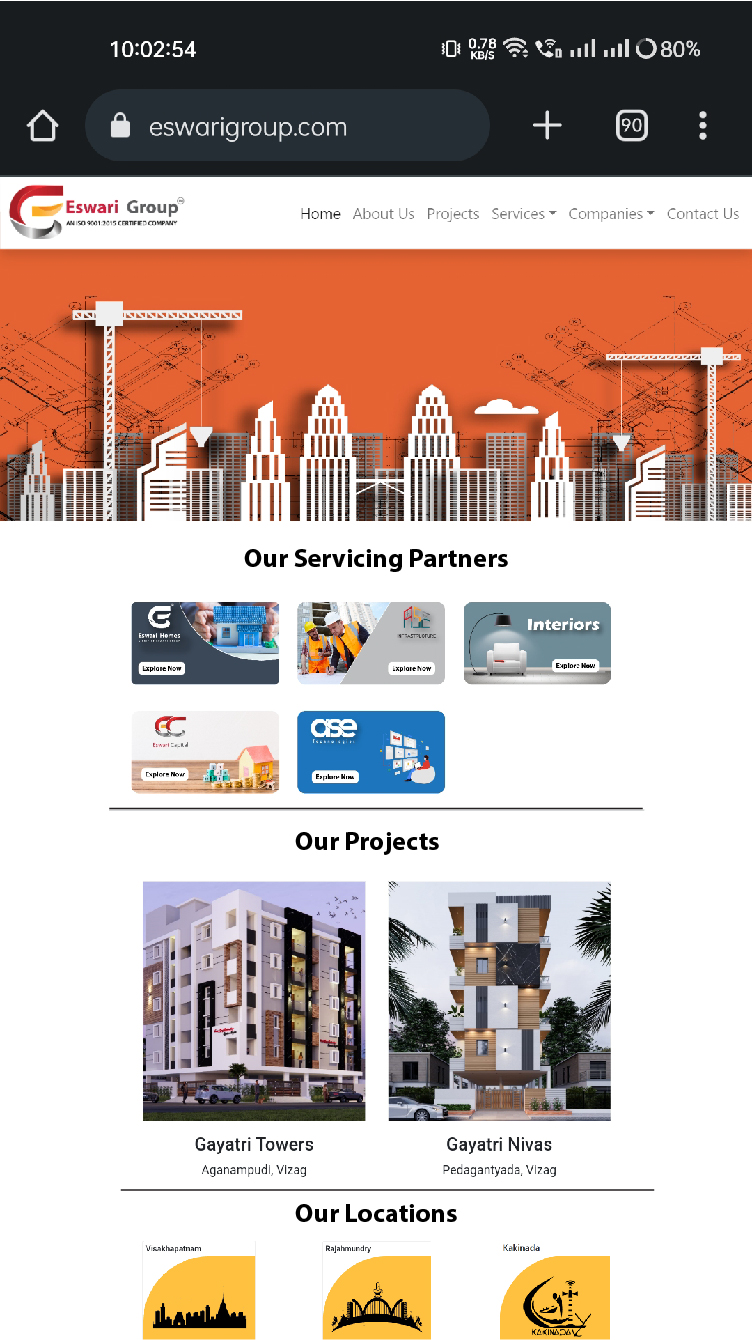 10:02:54
0.78
KB/S
80%
eswarigroup.com
90
Eswari Group
AN ISO 9001:2015 CERTIFIED COMPANY
Home About Us Projects Services Companies Contact Us
Our Servicing Partners
Eswari Homes
Explore Now
INFRASTRUCTURE
Explore Now
Interiors
Explore Now
Eswari Capital
Explore Now
ase
Explore Now
Our Projects
Gayatri Towers
Aganampudi, Vizag
Gayatri Nivas
Pedagantyada, Vizag
Our Locations
Visakhapatnam
Rajahmundry
Kakinada
KAKINADA